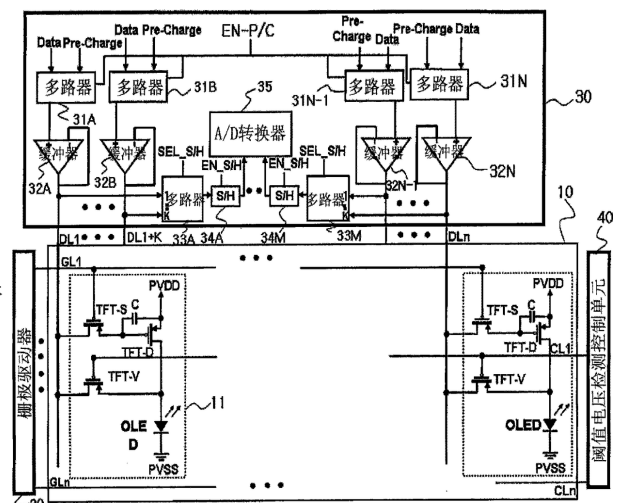 Data Pre-Charge
Data Pre-Charge
EN-P/C
Pre-Charge Data
Pre-Charge Data
多路器
31A
多路器
31B
多路器
31N-1
多路器
31N
35
A/D转换器
30
缓冲器
32A
缓冲器
32B
缓冲器
32N-1
缓冲器
32N
SEL_S/H
EN_S/H
EN_S/H
SEL_S/H
1
多路器
K
33A
S/H
34A
S/H
34M
多路器
1
K
33M
10
40
DL1
DL1+K
DLn
GL1
PVDD
C
TFT-S
TFT-D
TFT-V
11
OLE
D
PVSS
GLn
PVDD
C
TFT-S
TFT-D
CL1
TFT-V
OLED
PVSS
CLn
栅极驱动器
20
阈值电压检测控制单元